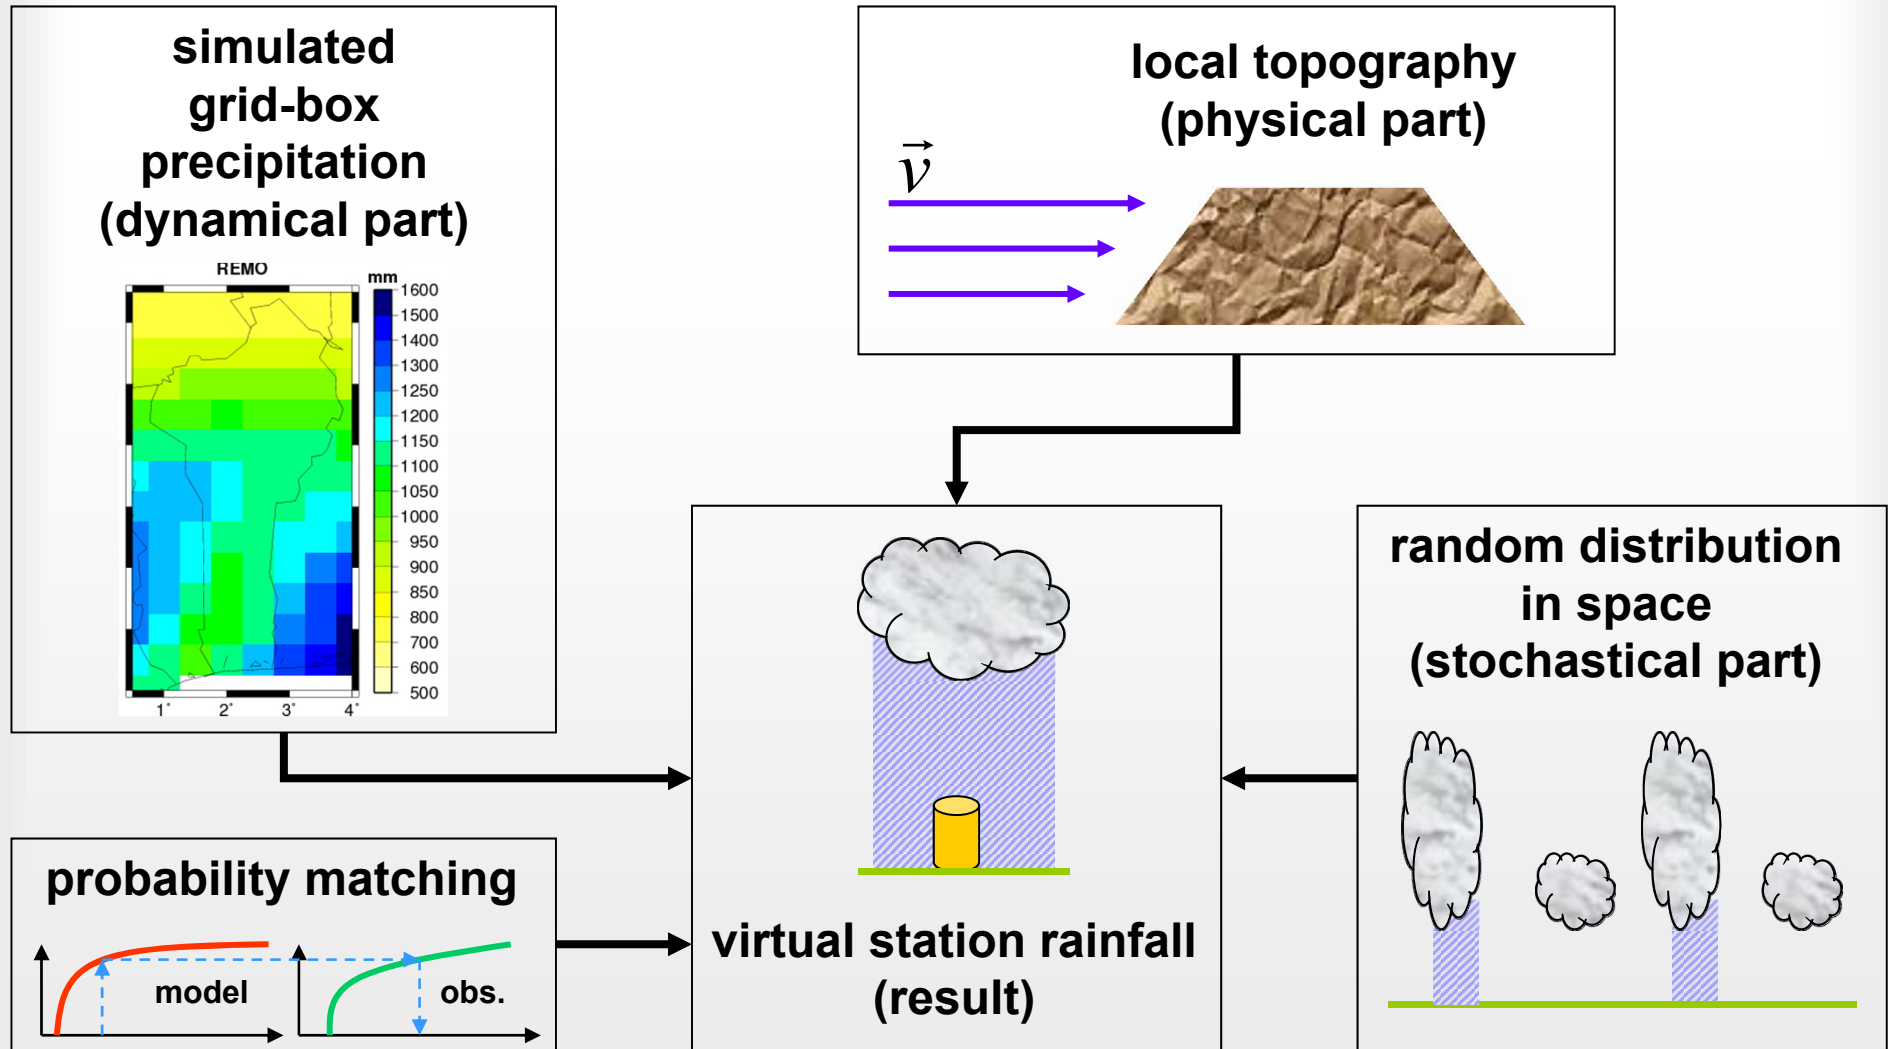 simulated
grid-box
precipitation
(dynamical part)
REMO
mm
1600
1500
1400
1300
1250
1200
1150
1100
1050
1000
950
900
850
800
700
600
500
1° 2° 3° 4°
local topography
(physical part)
v
random distribution
in space
(stochastical part)
probability matching
model
obs.
virtual station rainfall
(result)